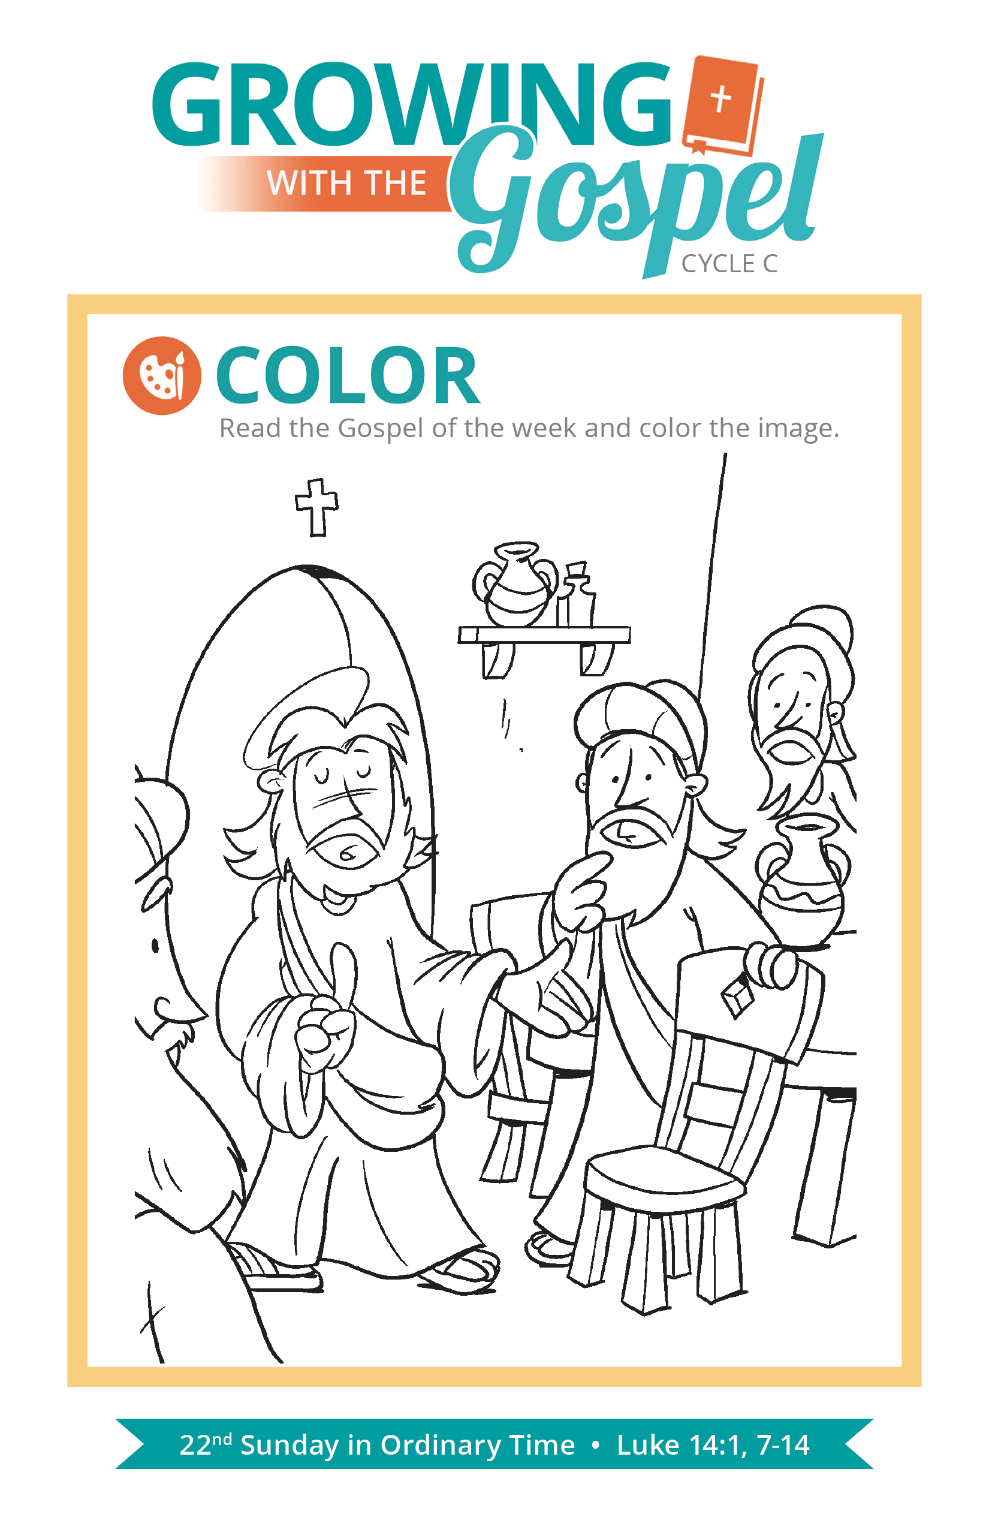 GROWING
WITH THE Gospel
CYCLE C
COLOR
Read the Gospel of the week and color the image.
22nd Sunday in Ordinary Time • Luke 14:1, 7-14